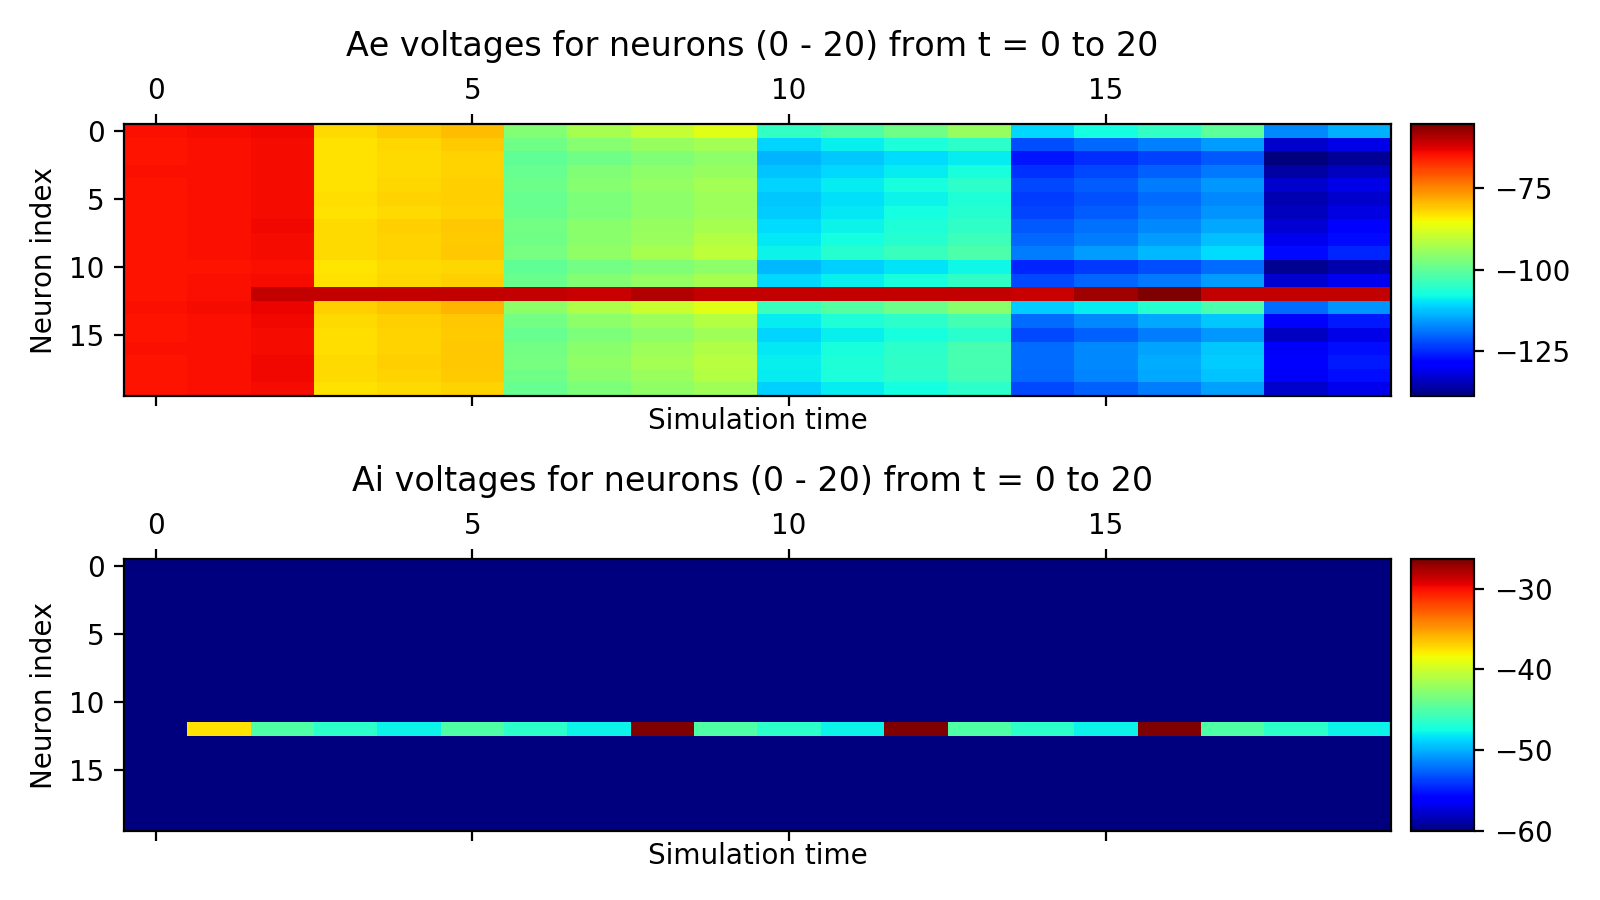 Ae voltages for neurons (0 - 20) from t = 0 to 20
0 5 10 15
Neuron index
0
5
10
15
−75
−100
−125
Simulation time
Ai voltages for neurons (0 - 20) from t = 0 to 20
0 5 10 15
Neuron index
0
5
10
15
−30
−40
−50
−60
Simulation time